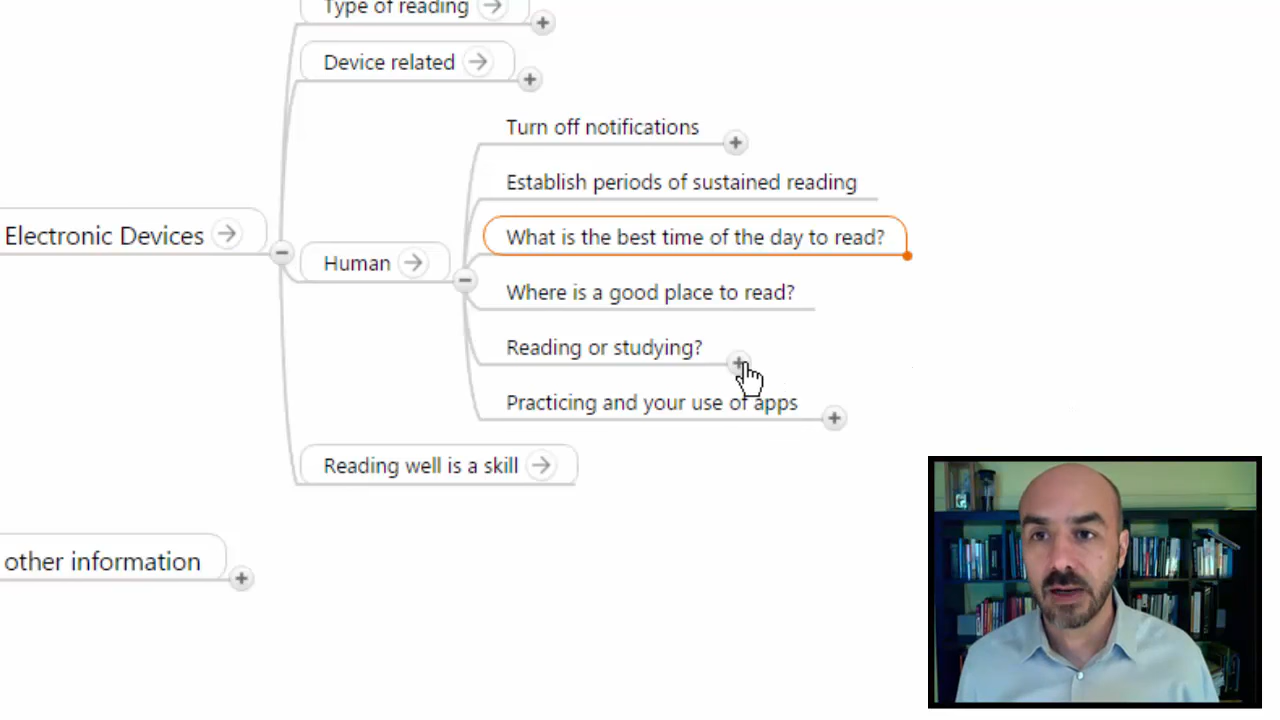 Type of reading
Device related
Turn off notifications
Establish periods of sustained reading
Electronic Devices
What is the best time of the day to read?
Human
Where is a good place to read?
Reading or studying?
Practicing and your use of apps
Reading well is a skill
other information